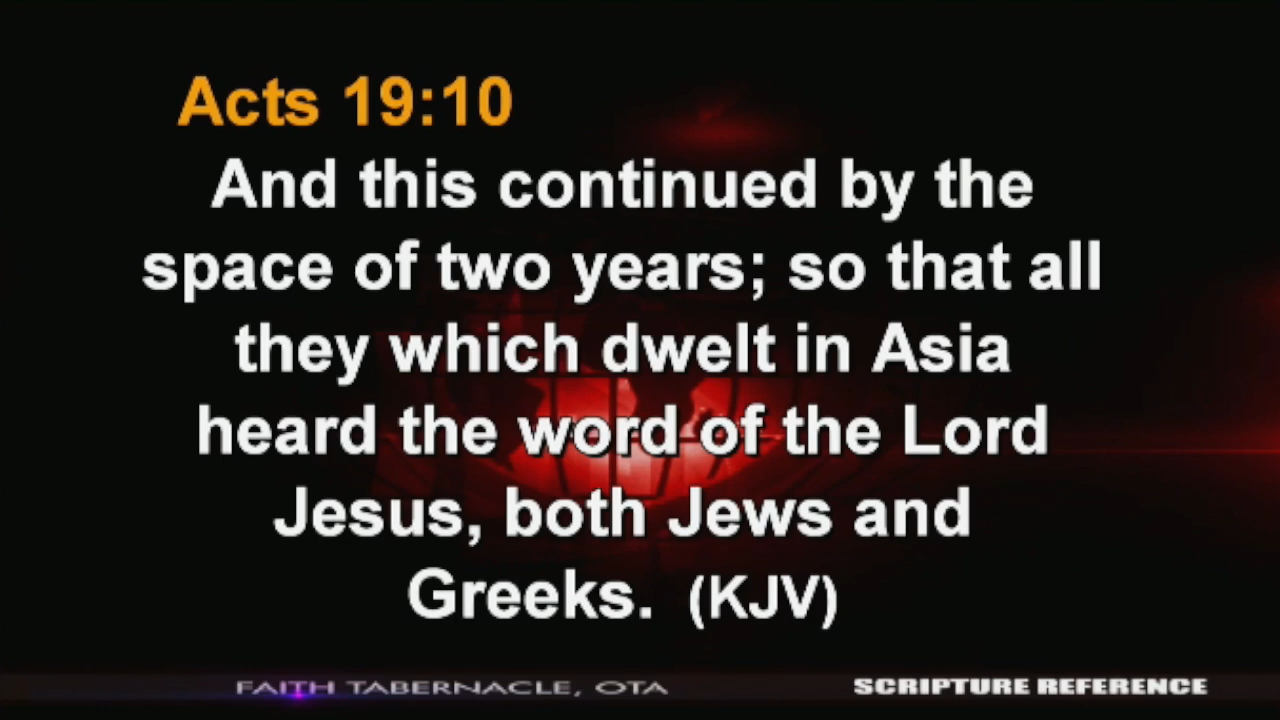 Acts 19:10
And this continued by the
space of two years; so that all
they which dwelt in Asia
heard the word of the Lord
Jesus, both Jews and
Greeks. (KJV)
FAITH TABERNACLE, OTA
SCRIPTURE REFERENCE